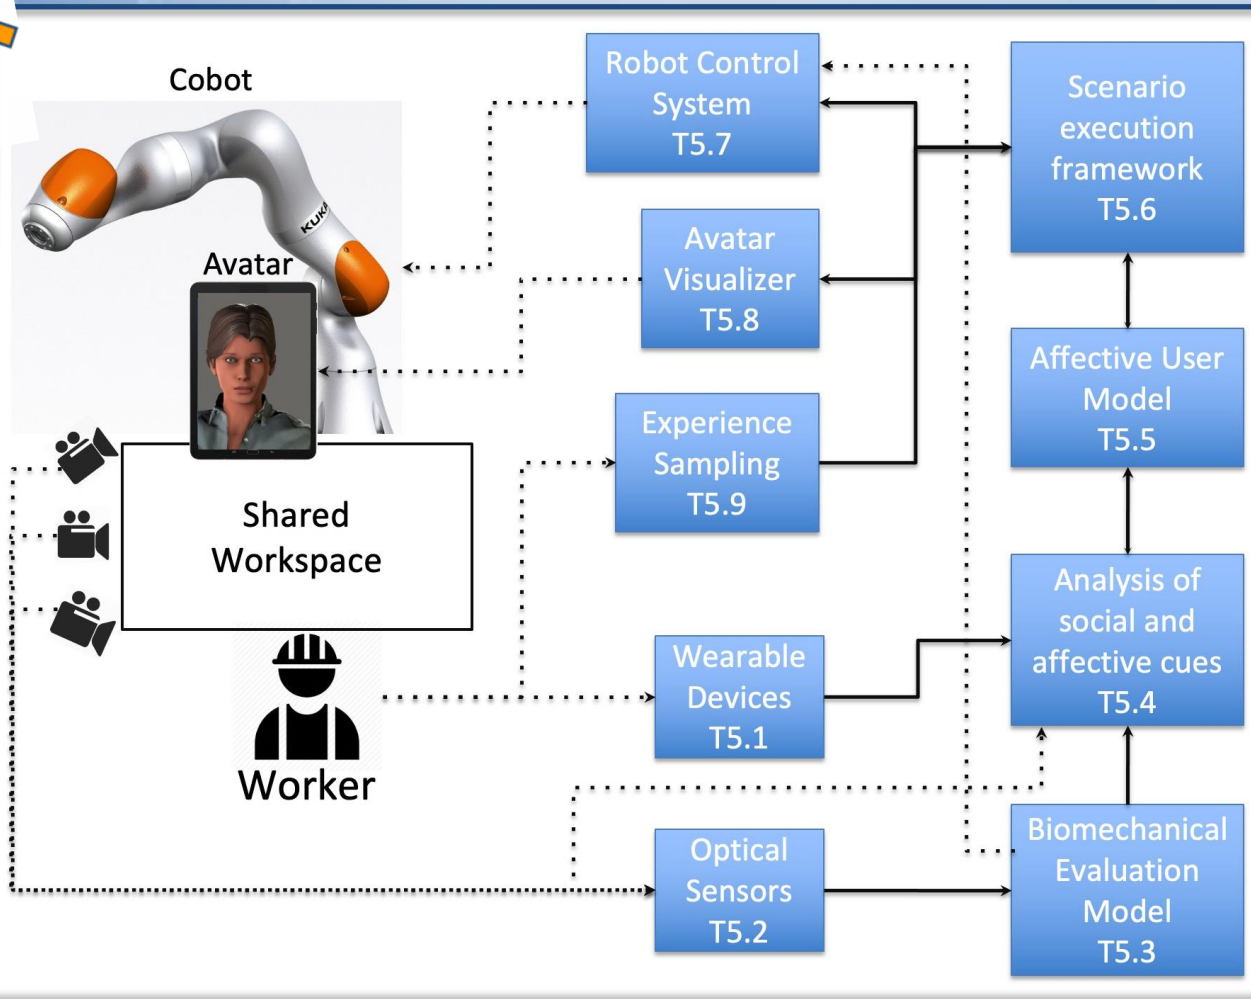 Cobot
KUKA
Avatar
Shared
Workspace
Worker
Robot Control
System
T5.7
Avatar
Visualizer
T5.8
Experience
Sampling
T5.9
Wearable
Devices
T5.1
Optical
Sensors
T5.2
Scenario
execution
framework
T5.6
Affective User
Model
T5.5
Analysis of
social and
affective cues
T5.4
Biomechanical
Evaluation
Model
T5.3